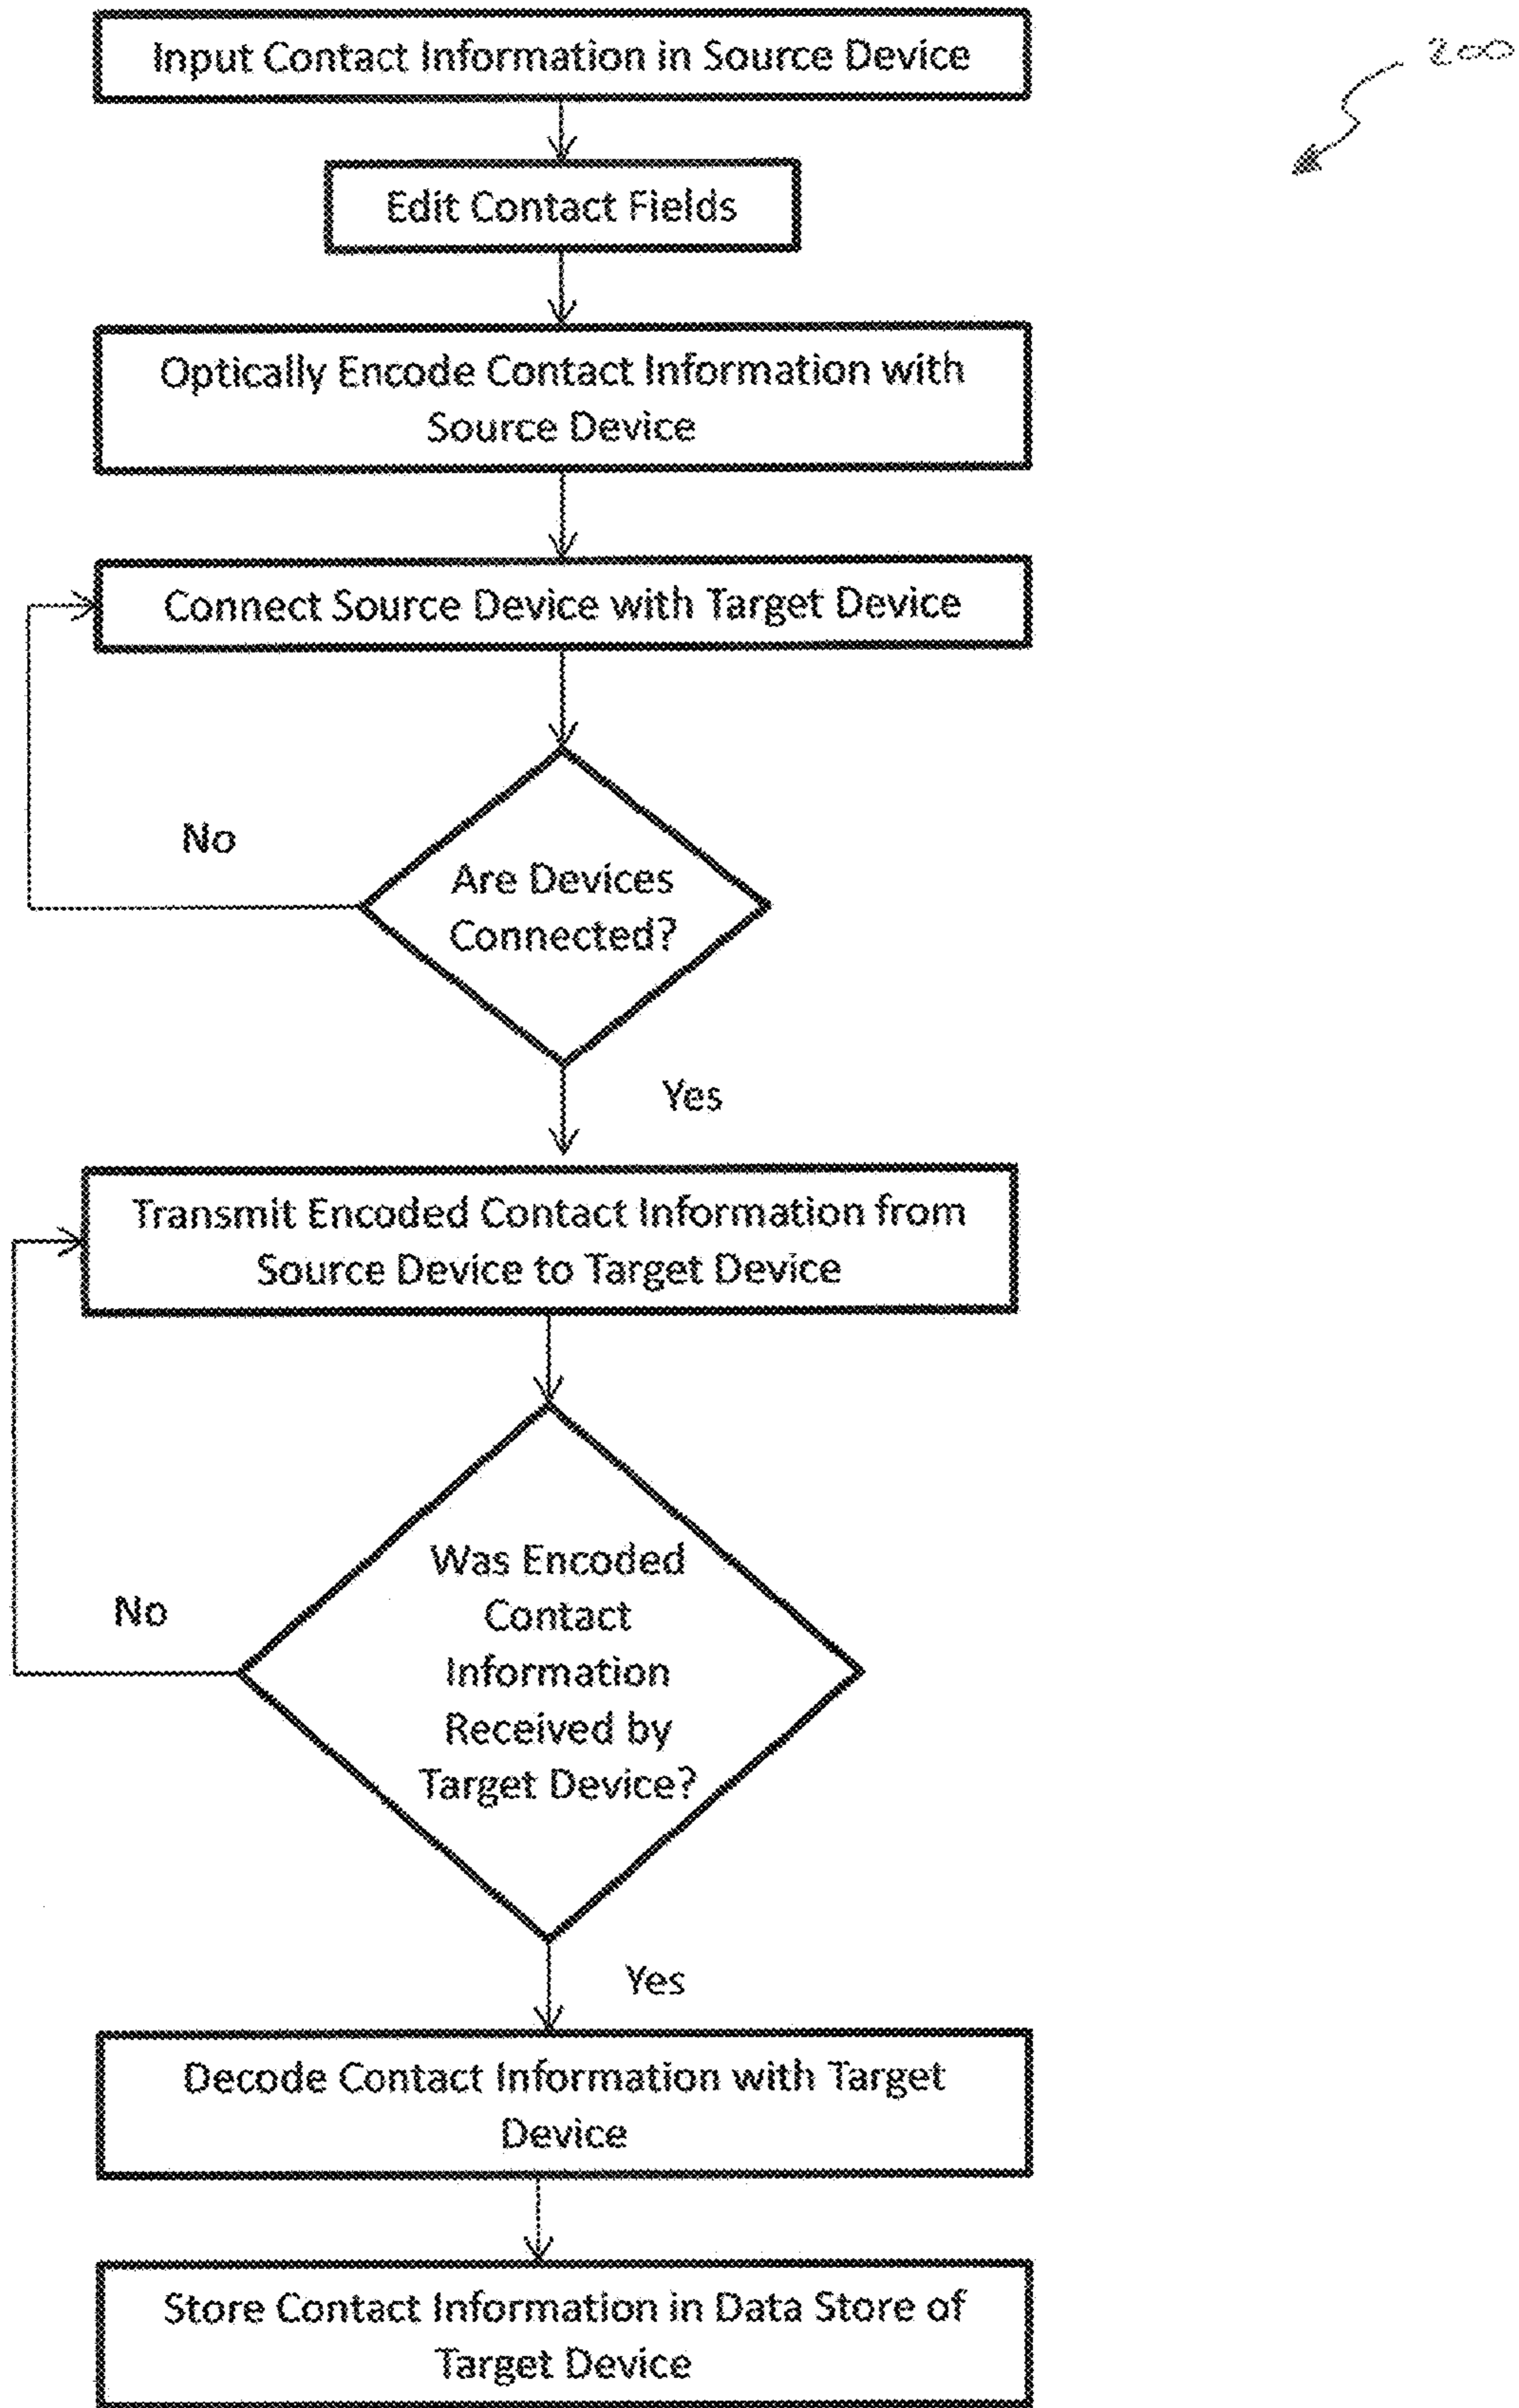 Input Contact Information in Source Device
200
Edit Contact Fields
Optically Encode Contact Information with
Source Device
Connect Source Device with Target Device
No
Are Devices
Connected?
Yes
Transmit Encoded Contact Information from
Source Device to Target Device
Was Encoded
Contact
No
Information
Received by
Target Device?
Yes
Decode Contact Information with Target
Device
Store Contact Information in Data Store of
Target Device